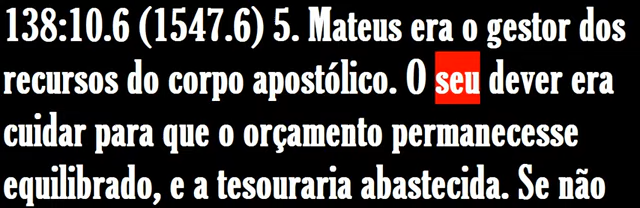 138:10.6 (1547.6) 5. Mateus era o gestor dos
recursos do corpo apostólico. O seu dever era
cuidar para que o orçamento permanecesse
equilibrado, e a tesouraria abastecida. Se não